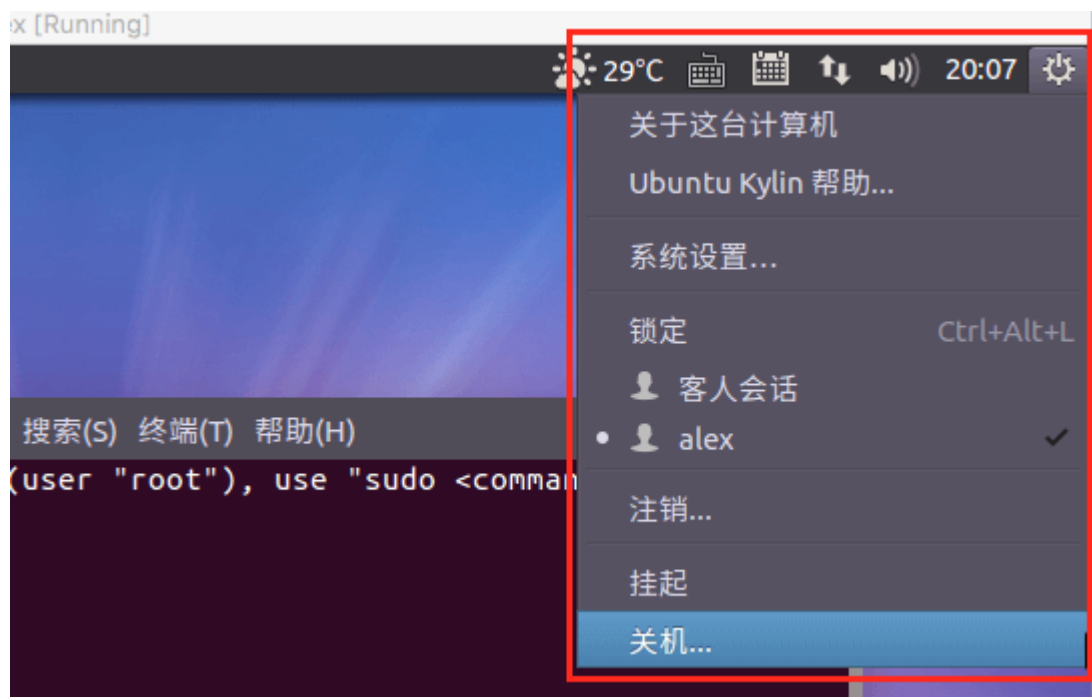 x [Running]
29°C 20:07
关于这台计算机
Ubuntu Kylin 帮助...
系统设置...
锁定 Ctrl+Alt+L
客人会话
搜索(S) 终端(T) 帮助(H)
alex
(user "root"), use "sudo <comman
注销...
挂起
关机...